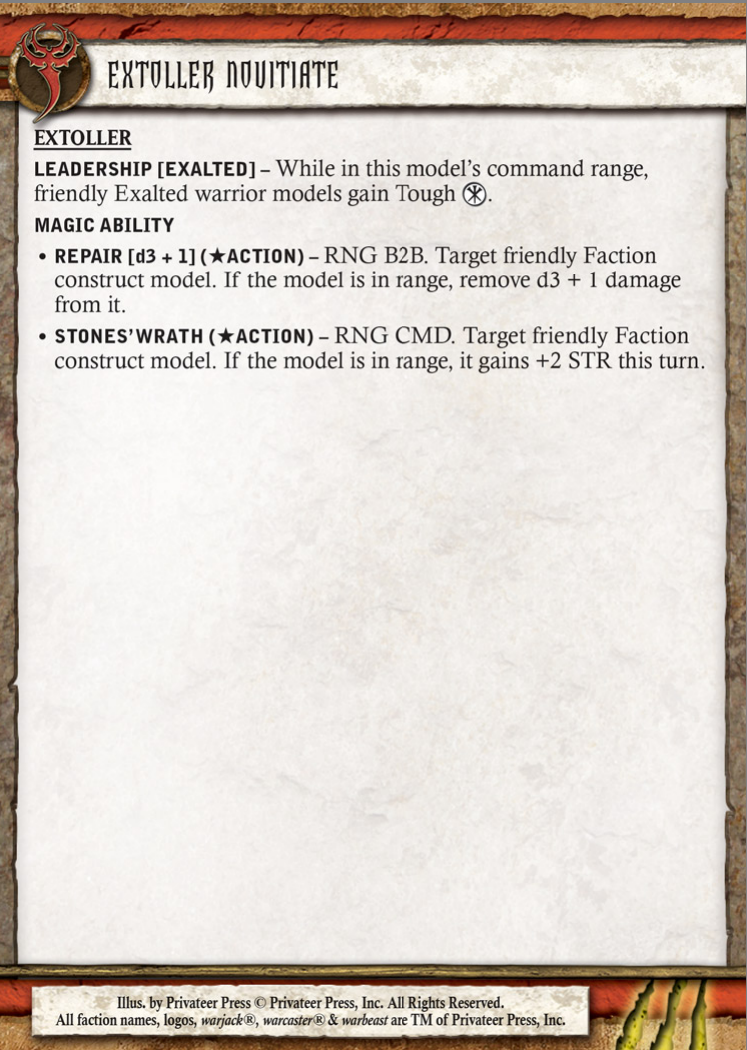 EXTOLLER NOVITIATE
EXTOLLER
LEADERSHIP [EXALTED] – While in this model's command range,
friendly Exalted warrior models gain Tough.
MAGIC ABILITY
• REPAIR [d3 + 1] (★ACTION) – RNG B2B. Target friendly Faction
construct model. If the model is in range, remove d3 + 1 damage
from it.
• STONES' WRATH (★ACTION) – RNG CMD. Target friendly Faction
construct model. If the model is in range, it gains +2 STR this turn.
Illus. by Privateer Press © Privateer Press, Inc. All Rights Reserved.
All faction names, logos, warjack®, warcaster® & warbeast are TM of Privateer Press, Inc.